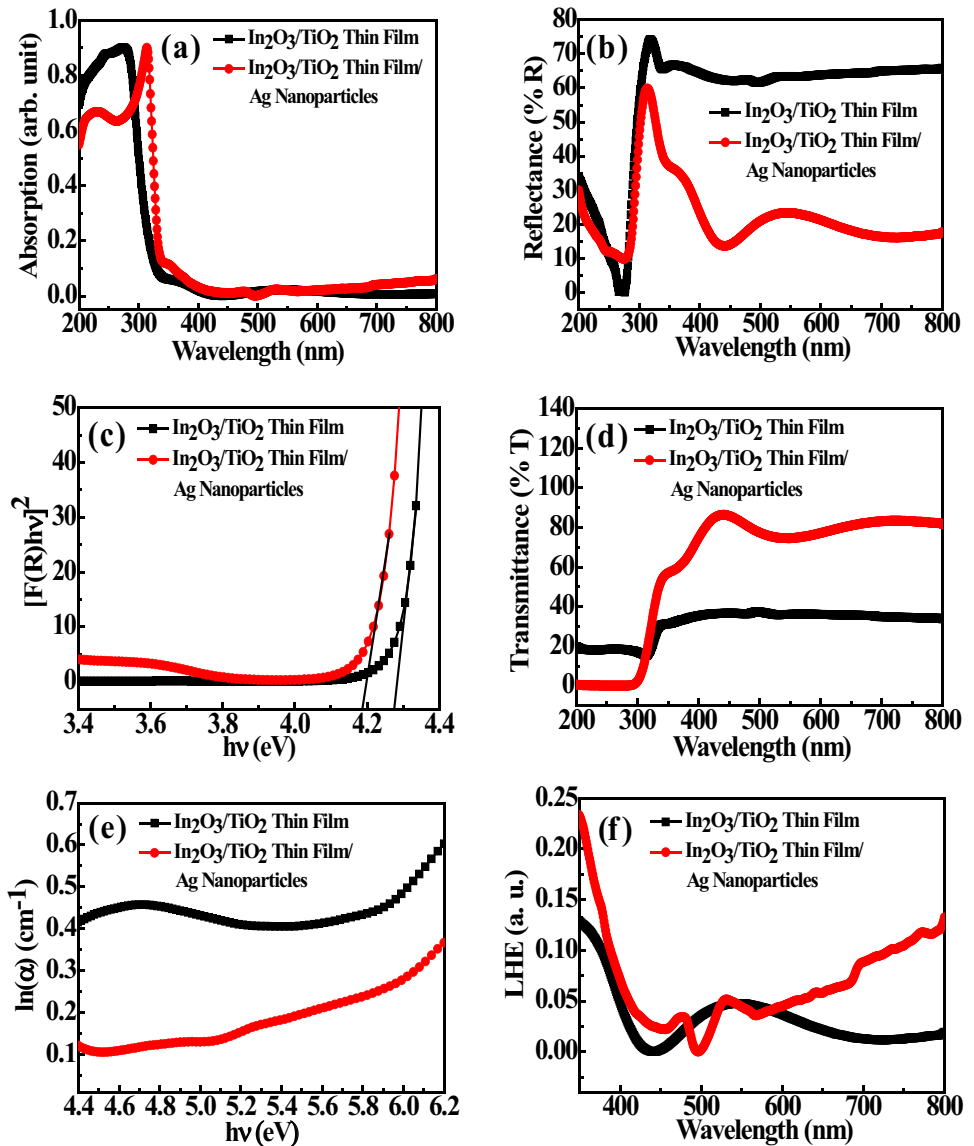 (a)
In2O3/TiO2 Thin Film
In2O3/TiO2 Thin Film/
Ag Nanoparticles
Absorption (arb. unit)
1.0
0.8
0.6
0.4
0.2
0.0
200 300 400 500 600 700 800
Wavelength (nm)
(b)
In2O3/TiO2 Thin Film
In2O3/TiO2 Thin Film/
Ag Nanoparticles
Reflectance (% R)
80
70
60
50
40
30
20
10
0
200 300 400 500 600 700 800
Wavelength (nm)
(c)
In2O3/TiO2 Thin Film
In2O3/TiO2 Thin Film/
Ag Nanoparticles
[F(R)hν]2
50
40
30
20
10
0
3.4 3.6 3.8 4.0 4.2 4.4
hν (eV)
(d)
In2O3/TiO2 Thin Film
In2O3/TiO2 Thin Film/
Ag Nanoparticles
Transmittance (% T)
140
120
100
80
60
40
20
0
200 300 400 500 600 700 800
Wavelength (nm)
(e)
In2O3/TiO2 Thin Film
In2O3/TiO2 Thin Film/
Ag Nanoparticles
ln(α) (cm-1)
0.7
0.6
0.5
0.4
0.3
0.2
0.1
4.4 4.6 4.8 5.0 5.2 5.4 5.6 5.8 6.0 6.2
hν (eV)
(f)
In2O3/TiO2 Thin Film
In2O3/TiO2 Thin Film/
Ag Nanoparticles
LHE (a. u.)
0.25
0.20
0.15
0.10
0.05
0.00
400 500 600 700 800
Wavelength (nm)